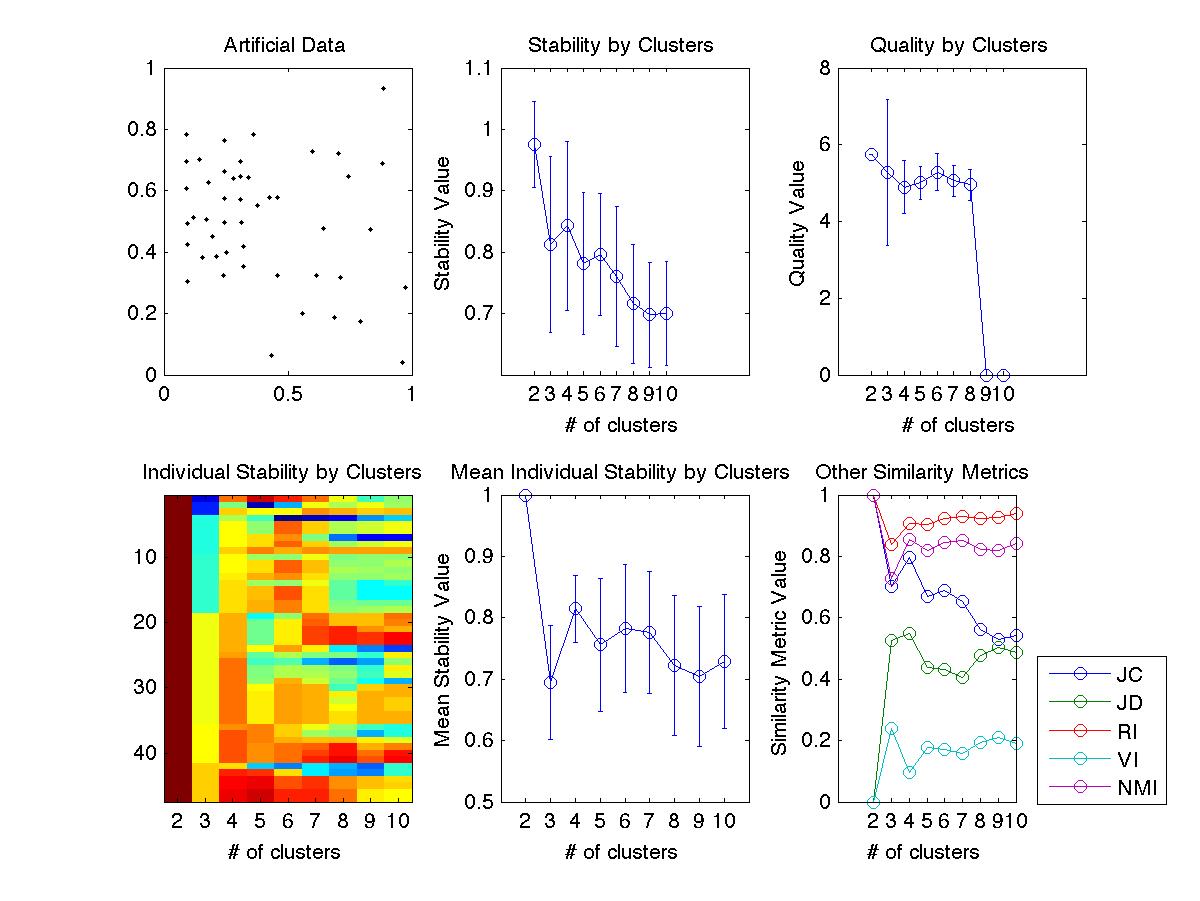 Artificial Data
1
0.8
0.6
0.4
0.2
0
0 0.5 1
Stability by Clusters
Stability Value
1.1
1
0.9
0.8
0.7
2 3 4 5 6 7 8 9 10
# of clusters
Quality by Clusters
Quality Value
8
6
4
2
0
2 3 4 5 6 7 8 9 10
# of clusters
Individual Stability by Clusters
10
20
30
40
2 3 4 5 6 7 8 9 10
# of clusters
Mean Individual Stability by Clusters
Mean Stability Value
1
0.9
0.8
0.7
0.6
0.5
2 3 4 5 6 7 8 9 10
# of clusters
Other Similarity Metrics
Similarity Metric Value
1
0.8
0.6
0.4
0.2
0
2 3 4 5 6 7 8 9 10
# of clusters
JC
JD
RI
VI
NMI